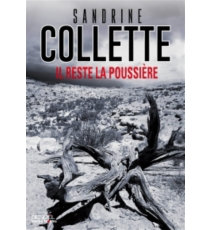 SANDRINE
COLLETTE
IL RESTE LA POUSSIÈRE